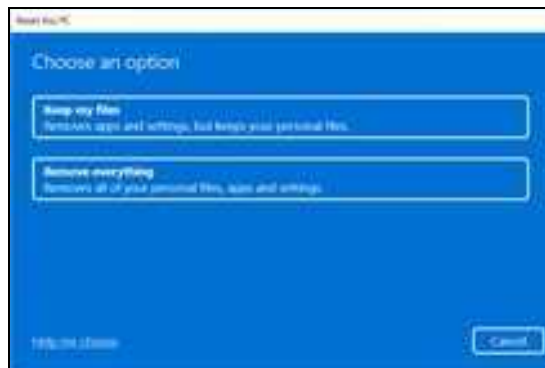 Reset this PC
Choose an option
Keep my files
Removes apps and settings, but keeps your personal files.
Remove everything
Removes all of your personal files, apps and settings.
Help me choose
Cancel